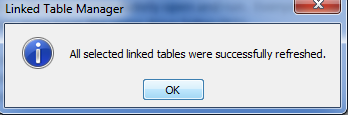 Linked Table Manager
All selected linked tables were successfully refreshed.
OK